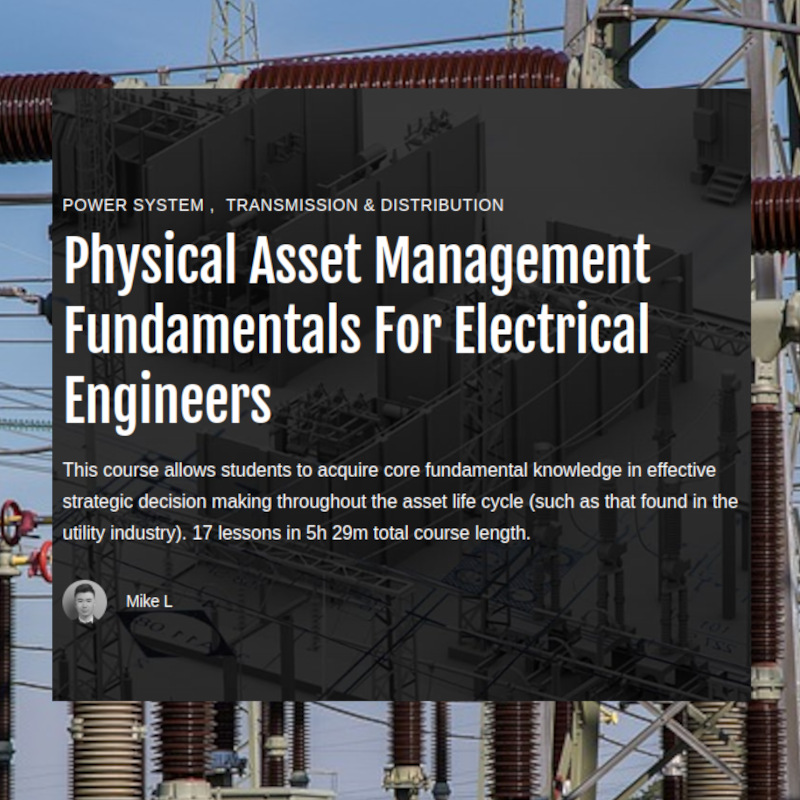 POWER SYSTEM , TRANSMISSION & DISTRIBUTION
Physical Asset Management
Fundamentals For Electrical
Engineers
This course allows students to acquire core fundamental knowledge in effective
strategic decision making throughout the asset life cycle (such as that found in the
utility industry). 17 lessons in 5h 29m total course length.
Mike L